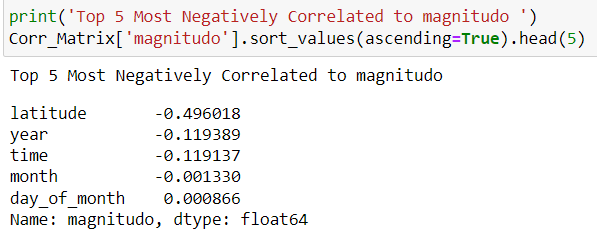 print('Top 5 Most Negatively Correlated to magnitudo ')
Corr_Matrix['magnitudo'].sort_values(ascending=True).head(5)
Top 5 Most Negatively Correlated to magnitudo
latitude -0.496018
year -0.119389
time -0.119137
month -0.001330
day_of_month 0.000866
Name: magnitudo, dtype: float64